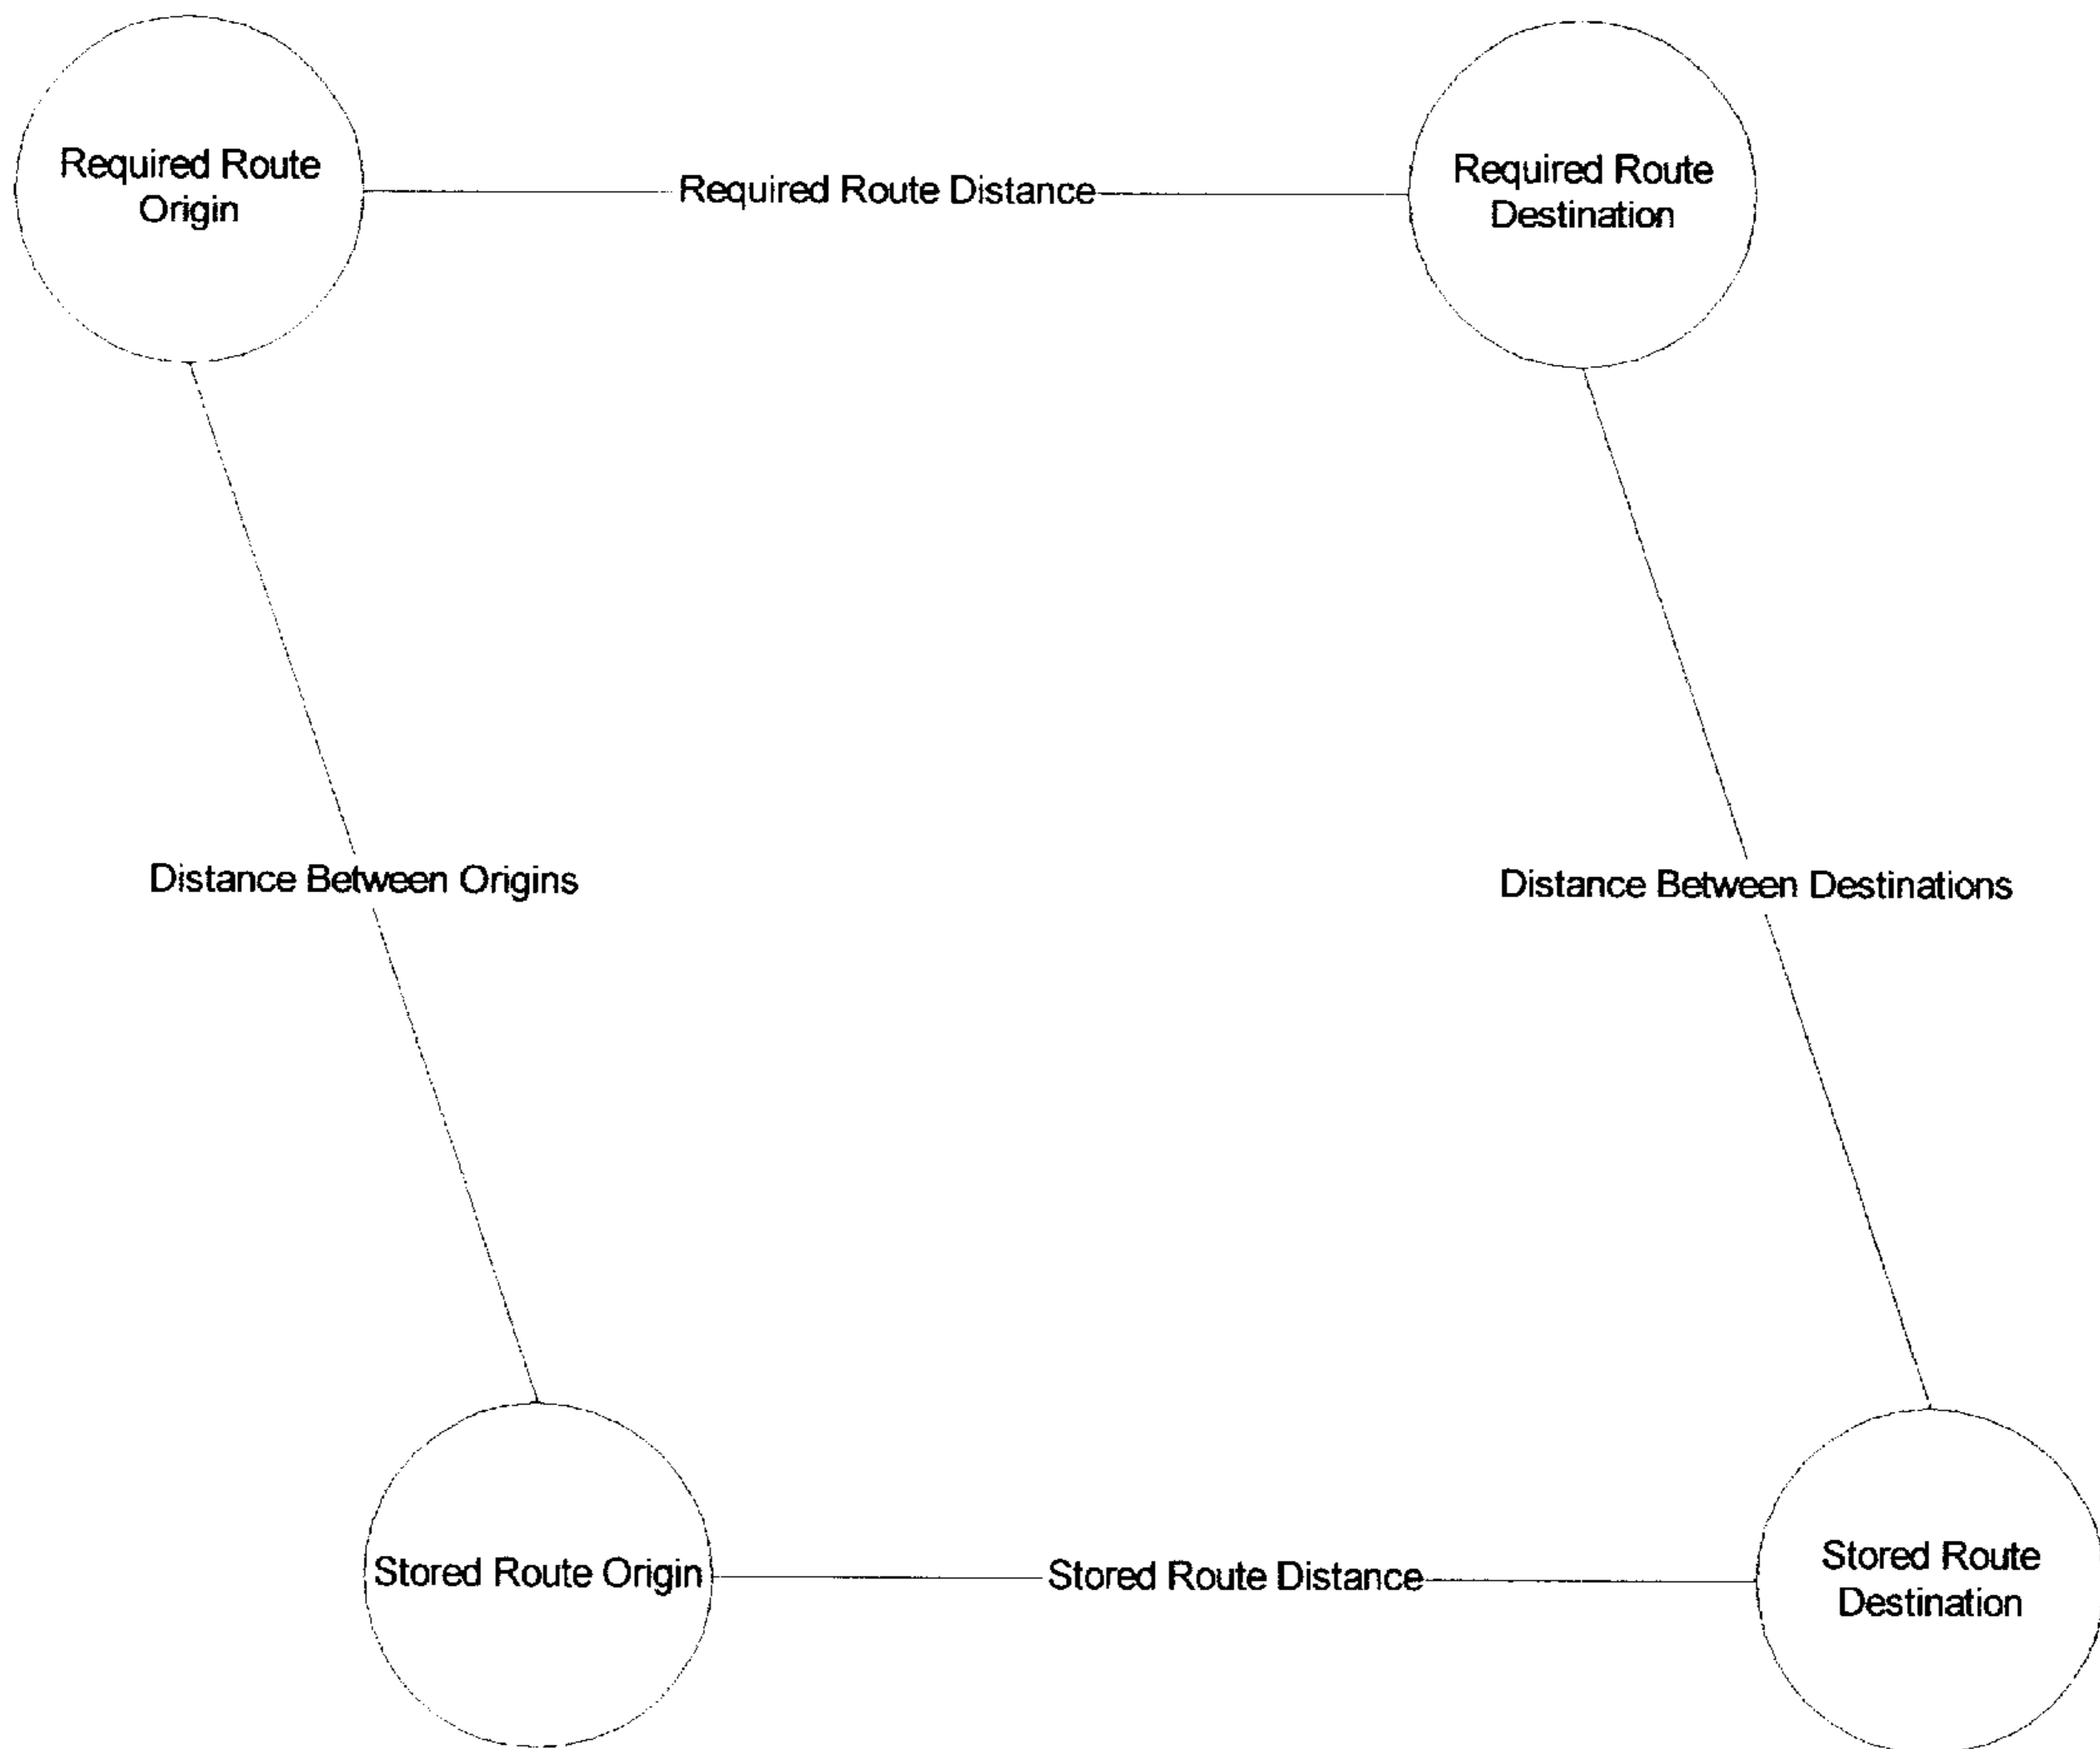 Required Route
Origin
Required Route Distance
Required Route
Destination
Distance Between Origins
Distance Between Destinations
Stored Route Origin
Stored Route Distance
Stored Route
Destination